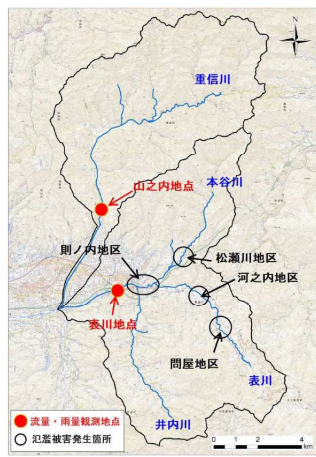 N
重信川
山之内地点
本谷川
則ノ内地区
松瀬川地区
河之内地区
表川地点
問屋地区
表川
井内川
流量・雨量観測地点
氾濫被害発生箇所
0 1 2 4
km